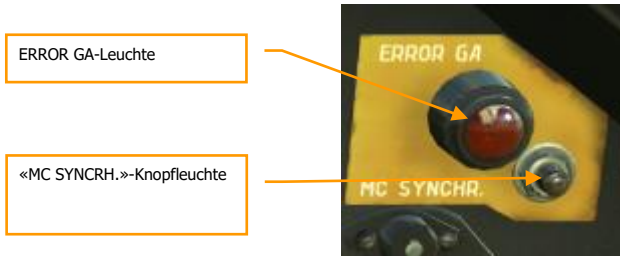 ERROR GA-Leuchte
«MC SYNCRH.»-Knopfleuchte
ERROR GA
MC SYNCHR.